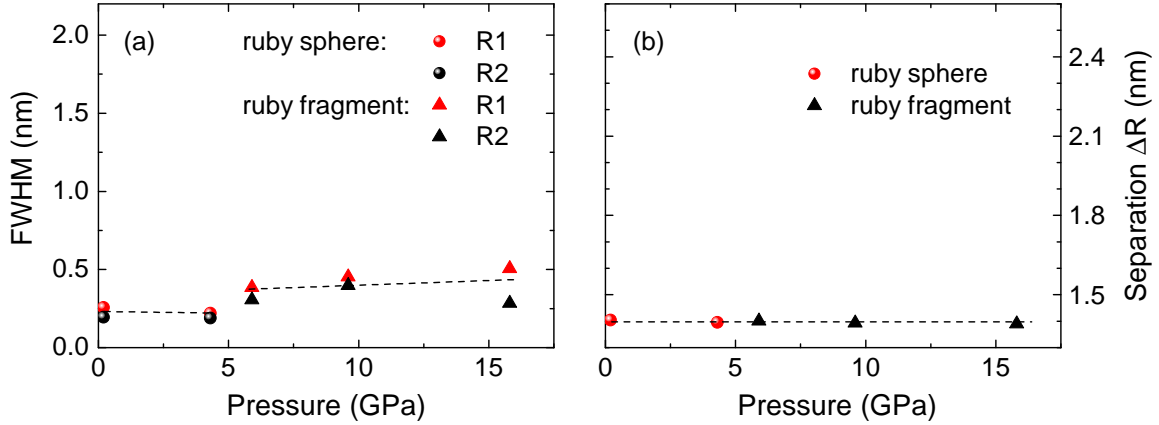 (a)
ruby sphere: R1
R2
ruby fragment: R1
R2
2.0
1.5
1.0
0.5
0.0
FWHM (nm)
0 5 10 15
Pressure (GPa)
(b)
ruby sphere
ruby fragment
2.4
2.1
1.8
1.5
1.4
Separation ΔR (nm)
0 5 10 15
Pressure (GPa)